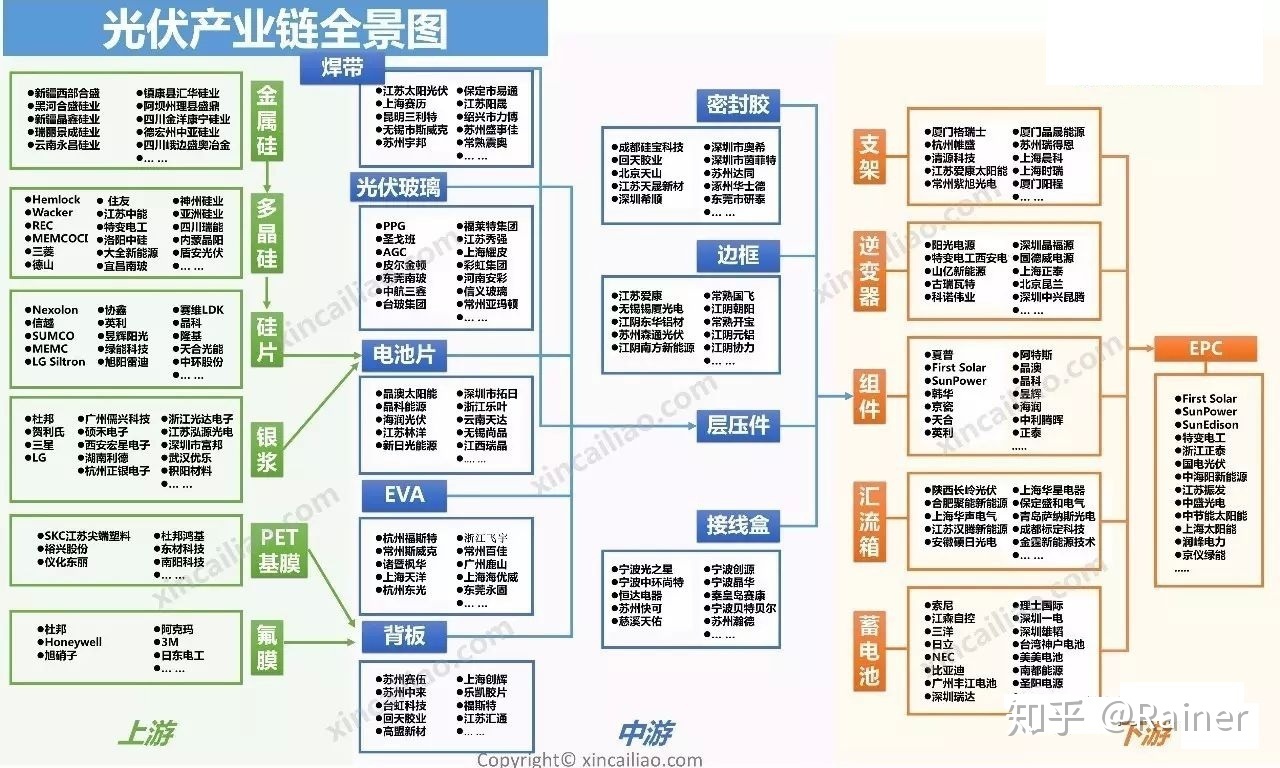 光伏产业链全景图
金属硅
●新疆西部合盛 ●镇康县汇华硅业
●黑河合盛硅业 ●阿坝州理县盛鼎
●新疆晶鑫硅业 ●四川金洋康宁硅业
●瑞丽景成硅业 ●德宏州中亚硅业
●云南永昌硅业 ●四川线边盛奥冶金
●... ...
多晶硅
●Hemlock ●住友 ●神州硅业
●Wacker ●江苏中能 ●亚洲硅业
●REC ●特变电工 ●四川瑞能
●MEMCOCI ●洛阳中硅 ●内蒙晶阳
●三菱 ●大全新能源 ●盾安光伏
●德山 ●宜昌南玻 ●... ...
硅片
●Nexolon ●协鑫 ●赛维LDK
●信越 ●英利 ●晶科
●SUMCO ●昱辉阳光 ●隆基
●MEMC ●绿能科技 ●天合光能
●LG Siltron ●旭阳雷迪 ●中环股份
●... ...
银浆
●杜邦 ●广州儒兴科技 ●浙江光达电子
●贺利氏 ●硕天电子 ●江苏泓源光电
●三星 ●西安宏星电子 ●深圳市富邦
●LG ●湖南利德 ●武汉优乐
●杭州正银电子 ●积阳材料
●... ...
PET基膜
●SKC江苏尖端塑料 ●杜邦鸿基
●裕兴股份 ●东材科技
●仪化东丽 ●南阳科技
●... ...
氟膜
●杜邦 ●阿克玛
●Honeywell ●3M
●旭硝子 ●日东电工
●... ...
上游
焊带
●江苏太阳光伏 ●保定市易通
●上海赛历 ●江苏阳晟
●昆明三利特 ●绍兴市力博
●无锡市斯威克 ●苏州盛事佳
●苏州宇邦 ●常熟震奥
●... ...
光伏玻璃
●PPG ●福莱特集团
●圣戈班 ●江苏秀强
●AGC ●上海耀皮
●皮尔金顿 ●彩虹集团
●东莞南玻 ●河南安彩
●中航三鑫 ●信义玻璃
●台玻集团 ●常州亚玛顿
●... ...
电池片
●晶澳太阳能 ●深圳市拓日
●晶科能源 ●浙江乐叶
●海润光伏 ●云南天达
●江苏林洋 ●无锡尚品
●新日光能源 ●江西瑞晶
●... ...
EVA
●杭州福斯特 ●浙江飞宇
●常州斯威克 ●常州百佳
●诸暨枫华 ●广州鹿山
●上海天洋 ●上海海优威
●杭州东光 ●东莞永固
●... ...
背板
●苏州赛伍 ●上海创辉
●苏州中来 ●乐凯胶片
●台虹科技 ●福斯特
●回天胶业 ●江苏汇通
●高盟新材 ●... ...
密封胶
●成都硅宝科技 ●深圳市奥希
●回天胶业 ●深圳市茵菲特
●北京天山 ●苏州达同
●江苏天晟新材 ●涿州华士德
●深圳希顺 ●东莞市研泰
●... ...
边框
●江苏爱康 ●常熟国飞
●无锡锡厦光电 ●江阴朝阳
●江阴东华铝材 ●常熟开宝
●苏州森通光伏 ●江阴元铝
●江阴南方新能源 ●江阴协力
●... ...
层压件
接线盒
●宁波光之星 ●宁波创源
●宁波中环尚特 ●宁波晶华
●恒达电器 ●秦皇岛赛康
●苏州快可 ●宁波贝特贝尔
●慈溪天佑 ●苏州瀚德
●... ...
中游
支架
●厦门格瑞士 ●厦门晶晟能源
●杭州帷盛 ●苏州瑞得恩
●清源科技 ●上海晨科
●江苏爱康太阳能 ●上海时瑞
●常州紫旭光电 ●厦门阳程
●... ...
逆变器
●阳光电源 ●深圳晶福源
●特变电工西安电 ●固德威电源
●山亿新能源 ●上海正泰
●古瑞瓦特 ●北京昆兰
●科诺伟业 ●深圳中兴昆腾
●... ...
组件
●夏普 ●阿特斯
●First Solar ●晶澳
●SunPower ●晶科
●韩华 ●昱辉
●京瓷 ●海润
●天合 ●中利腾晖
●英利 ●正泰
.....
汇流箱
●陕西长岭光伏 ●上海华星电器
●合肥聚能新能源 ●保定盛和电气
●上海华声电气 ●青岛萨纳斯光电
●江苏汉腾新能源 ●成都标定科技
●安徽硕日光电 ●金霆新能源技术
●... ...
蓄电池
●索尼 ●理士国际
●江森自控 ●深圳一电
●三洋 ●深圳雄韬
●日立 ●台湾神户电池
●NEC ●美美电池
●比亚迪 ●南都能源
●广州丰江电池 ●圣阳电源
●深圳瑞达 ●... ...
EPC
●First Solar
●SunPower
●SunEdison
●特变电工
●浙江正泰
●国电光伏
●中海阳新能源
●江苏振发
●中盛光电
●中节能太阳能
●上海太阳能
●润峰电力
●京仪绿能
.....
下游
知乎 @Rainer
Copyright© xincailiao.com
xincailiao.com
xincailiao.com
xincailiao.com
xincailiao.com
xincailiao.com
xincailiao.com
xincailiao.com
xincailiao.com